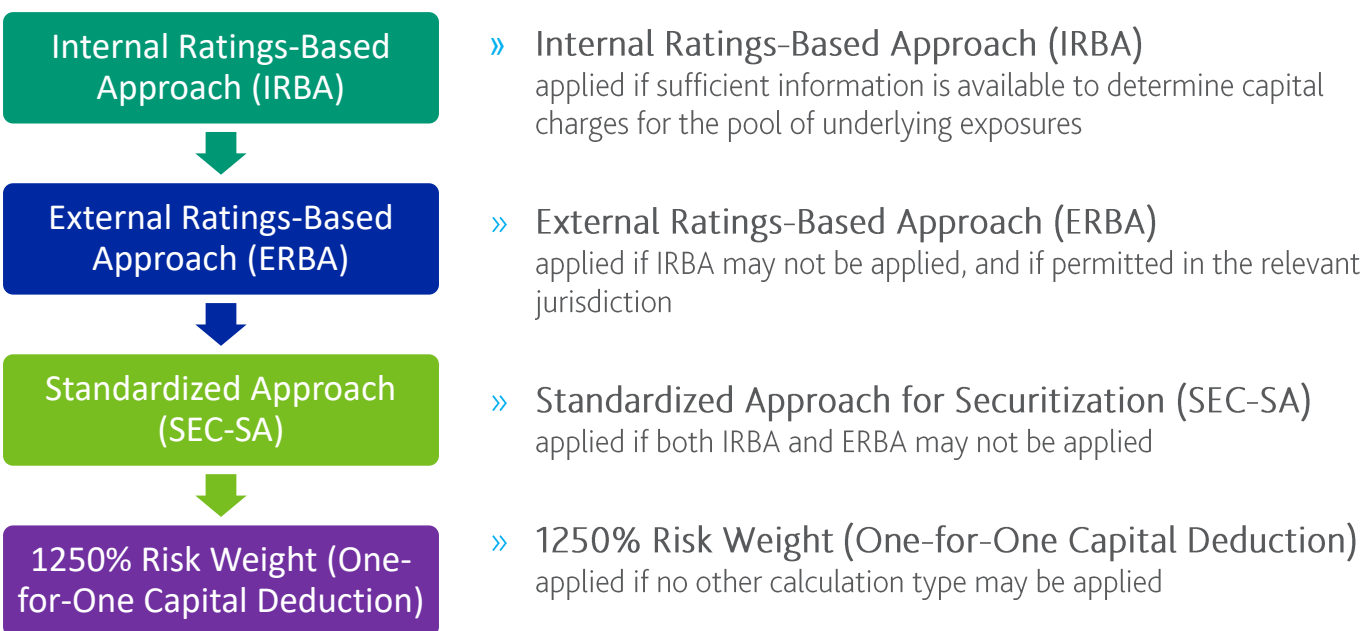 Internal Ratings-Based
Approach (IRBA)
» Internal Ratings-Based Approach (IRBA)
applied if sufficient information is available to determine capital
charges for the pool of underlying exposures
External Ratings-Based
Approach (ERBA)
» External Ratings-Based Approach (ERBA)
applied if IRBA may not be applied, and if permitted in the relevant
jurisdiction
Standardized Approach
(SEC-SA)
» Standardized Approach for Securitization (SEC-SA)
applied if both IRBA and ERBA may not be applied
1250% Risk Weight (One-
for-One Capital Deduction)
» 1250% Risk Weight (One-for-One Capital Deduction)
applied if no other calculation type may be applied